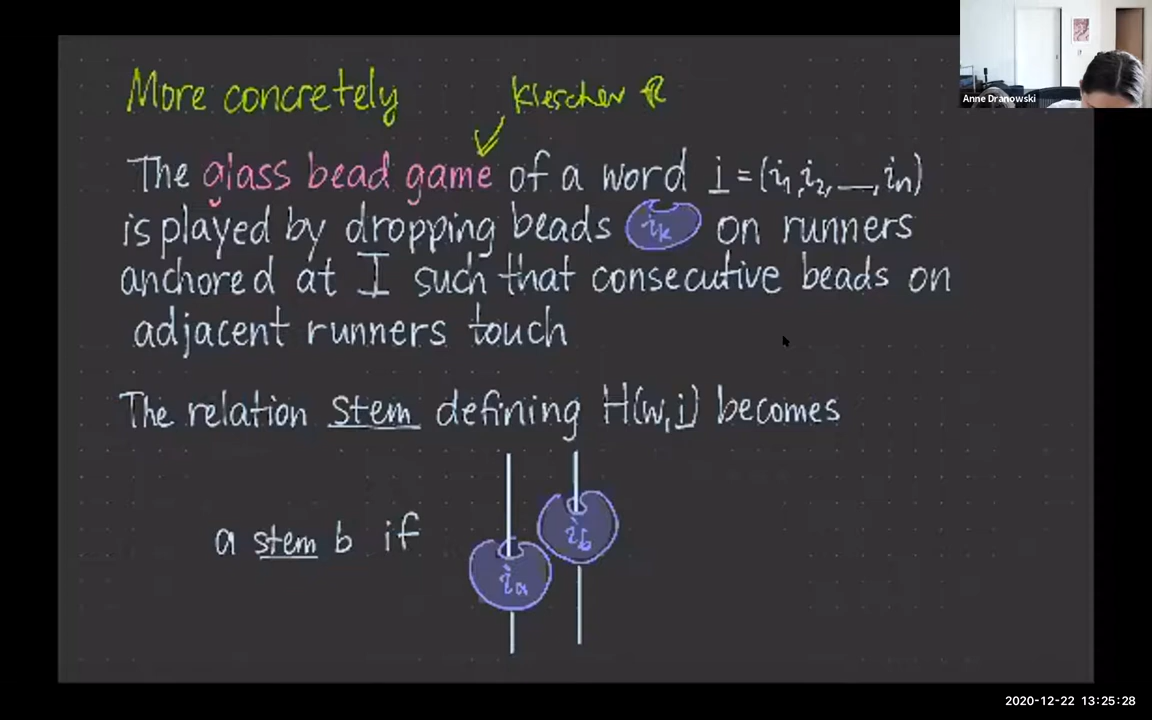 More concretely
Kleschev R
The glass bead game of a word i = (i1, i2, —, in)
is played by dropping beads ik on runners
anchored at I such that consecutive beads on
adjacent runners touch
The relation stem defining H(w,i) becomes
a stem b if
ia
ib
Anne Dranowski
2020-12-22 13:25:28